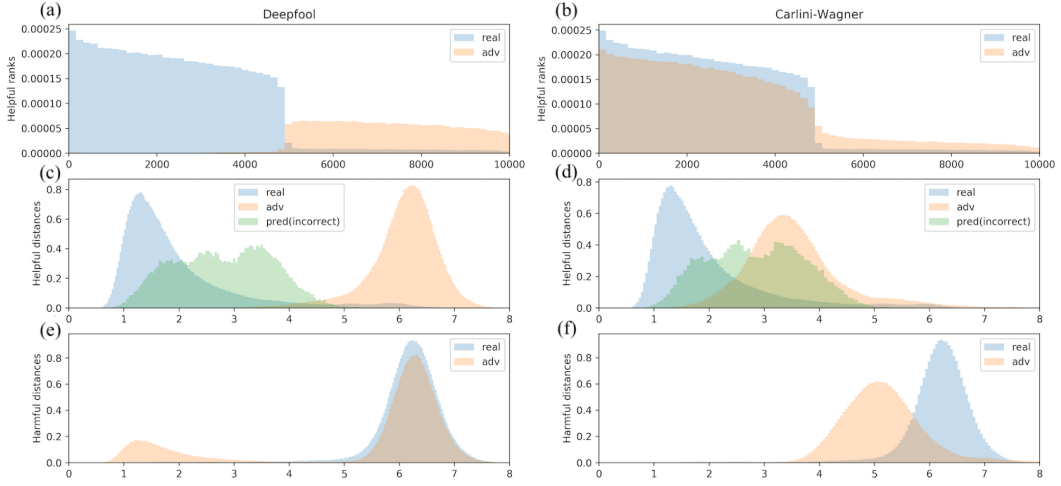 (a) Deepfool (b) Carlini-Wagner
Helpful ranks
0.00025
0.00020
0.00015
0.00010
0.00005
0.00000
0 2000 4000 6000 8000 10000
real
adv
Helpful ranks
0.00025
0.00020
0.00015
0.00010
0.00005
0.00000
0 2000 4000 6000 8000 10000
real
adv
(c)
Helpful distances
0.8
0.6
0.4
0.2
0.0
0 1 2 3 4 5 6 7 8
real
adv
pred(incorrect)
(d)
Helpful distances
0.8
0.6
0.4
0.2
0.0
0 1 2 3 4 5 6 7 8
real
adv
pred(incorrect)
(e)
Harmful distances
0.8
0.6
0.4
0.2
0.0
0 1 2 3 4 5 6 7 8
real
adv
(f)
Harmful distances
0.8
0.6
0.4
0.2
0.0
0 1 2 3 4 5 6 7 8
real
adv